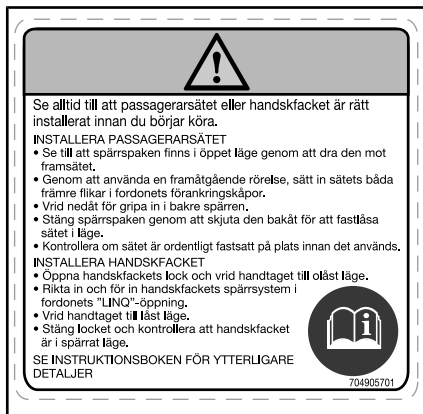 Se alltid till att passagerarsätet eller handskfacket är rätt
installerat innan du börjar köra.
INSTALLERA PASSAGERARSÄTET
• Se till att spärrspaken finns i öppet läge genom att dra den mot
framsätet.
• Genom att använda en framåtgående rörelse, sätt in sätets båda
främre flikar i fordonets förankringskåpor.
• Vrid nedåt för gripa in i bakre spärren.
• Stäng spärrspaken genom att skjuta den bakåt för att fastlåsa
sätet i läge.
• Kontrollera om sätet är ordentligt fastsatt på plats innan det används.
INSTALLERA HANDSKFACKET
• Öppna handskfackets lock och vrid handtaget till olåst läge.
• Rikta in och för in handskfackets spärrsystem i
fordonets "LINQ"-öppning.
• Vrid handtaget till låst läge.
• Stäng locket och kontrollera att handskfacket
är i spärrat läge.
SE INSTRUKTIONSBOKEN FÖR YTTERLIGARE
DETALJER
704905701